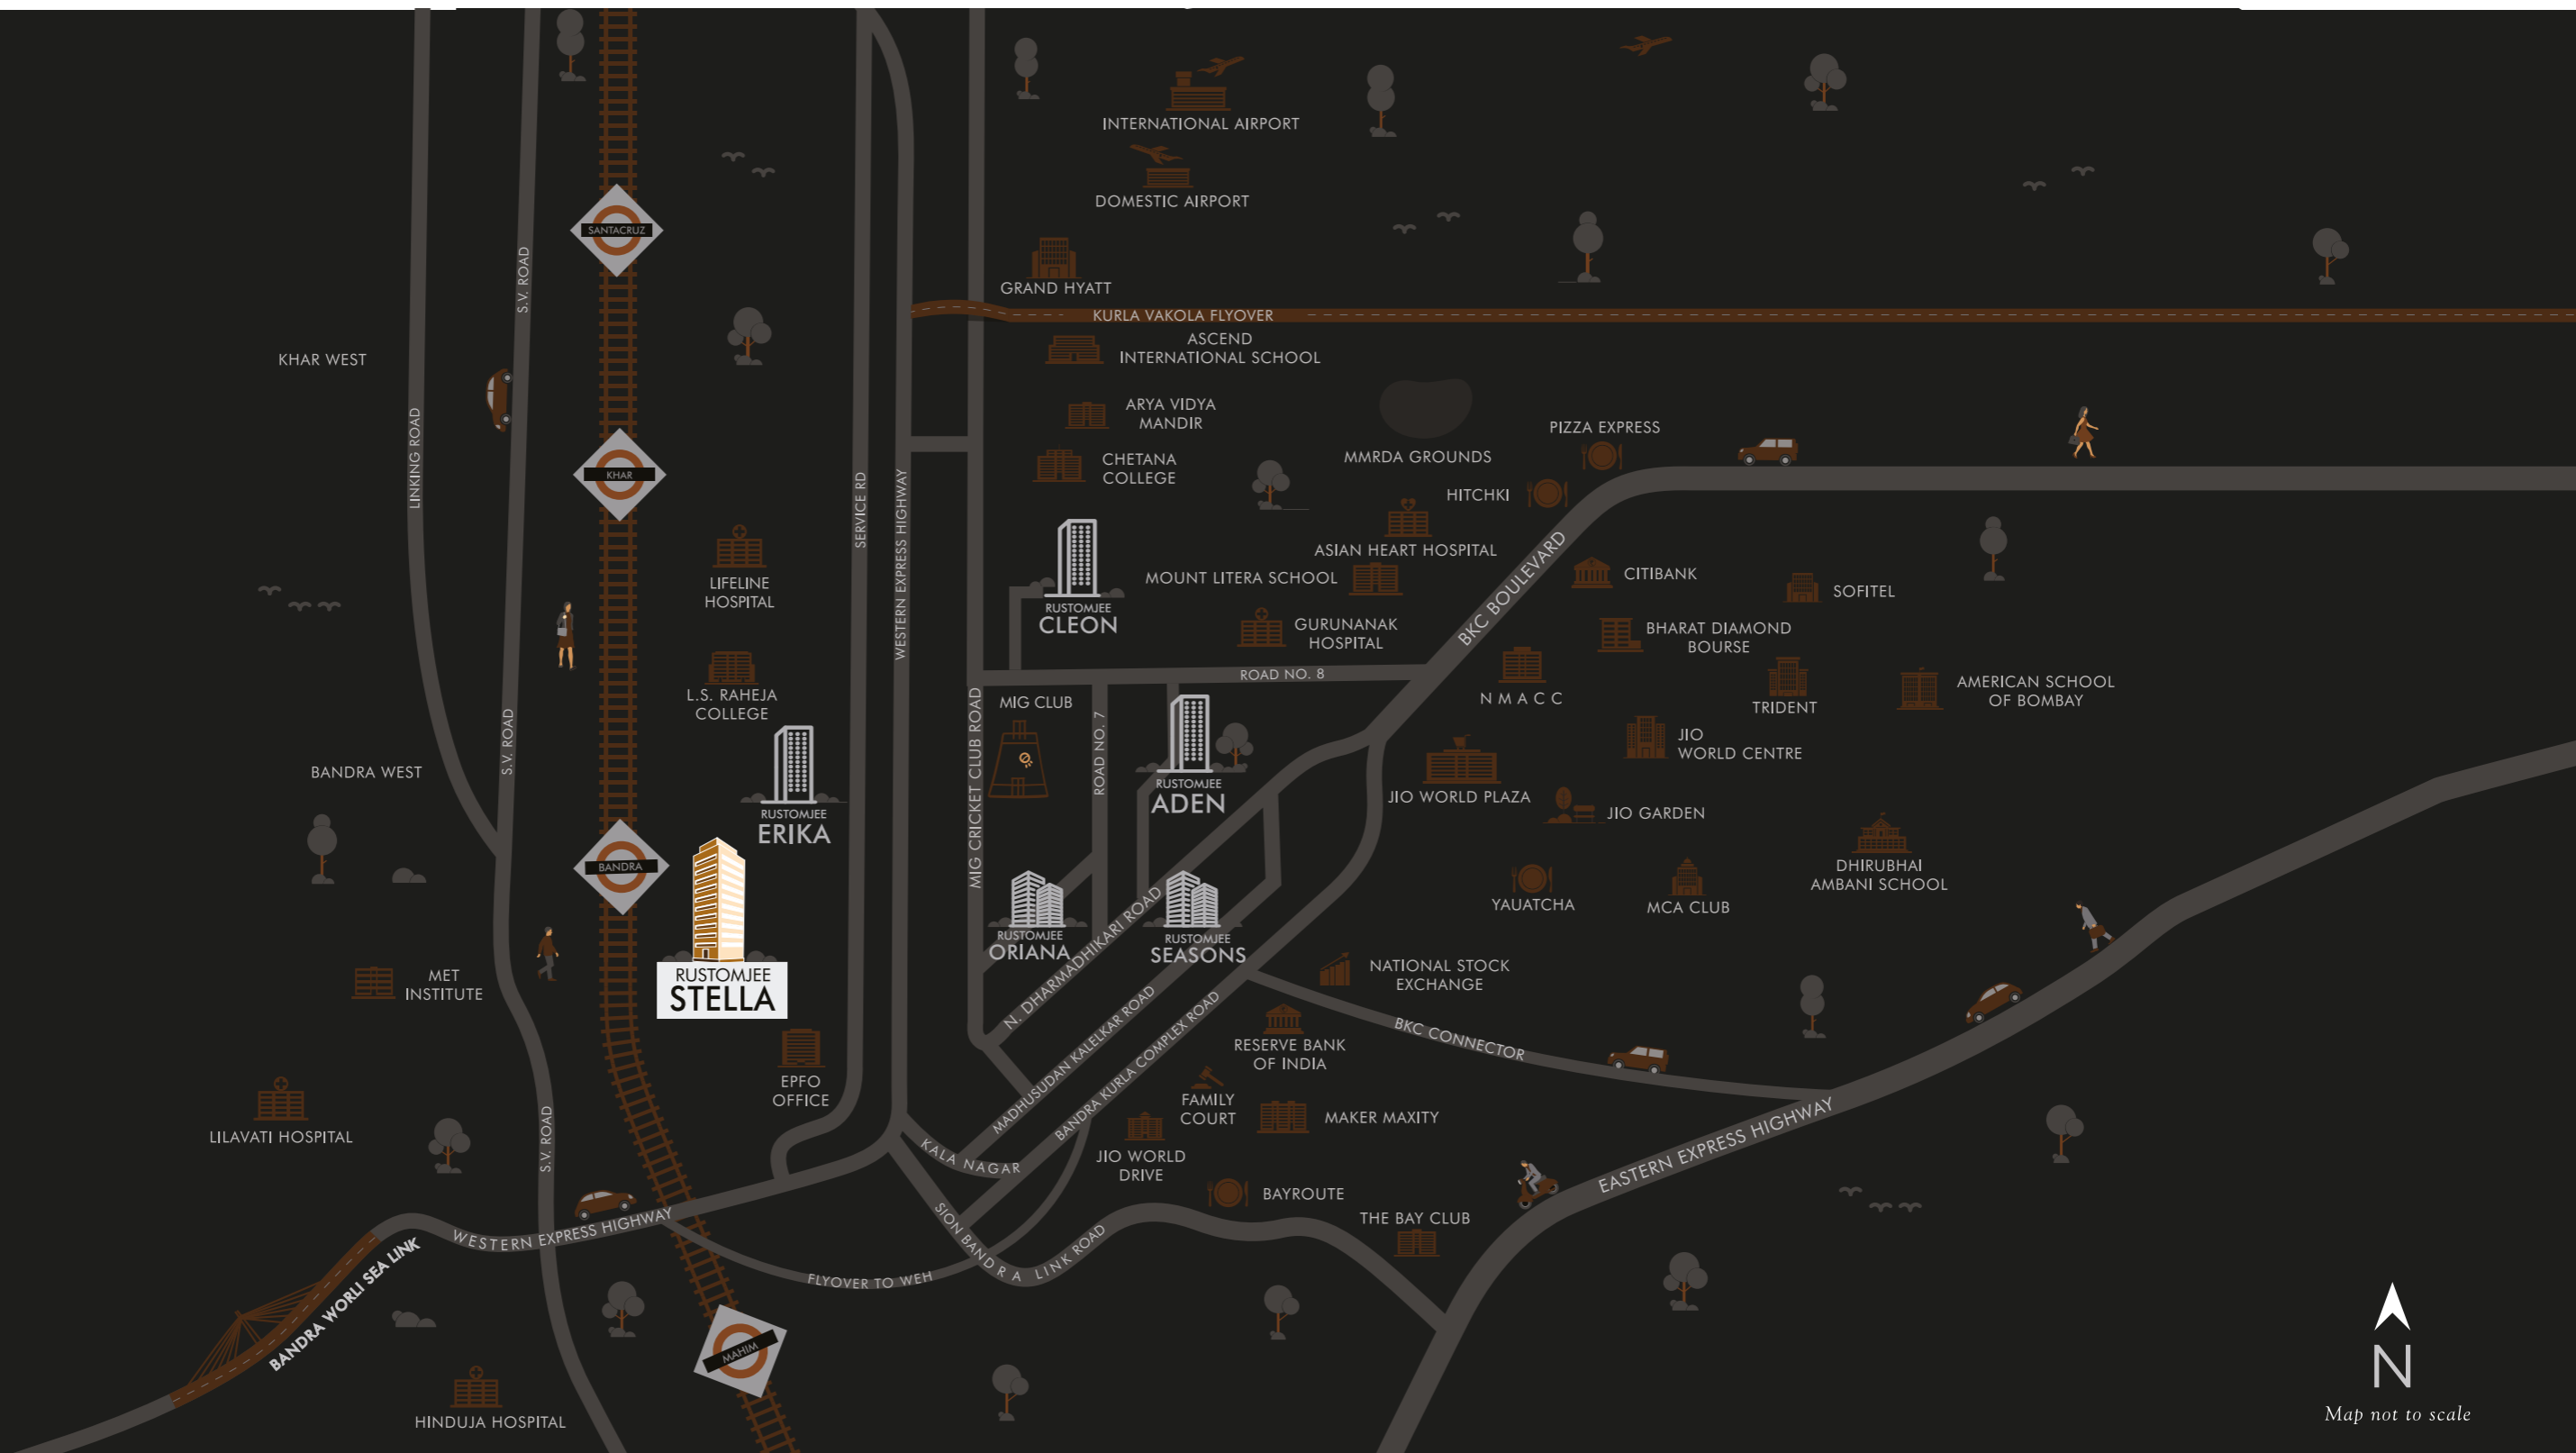 INTERNATIONAL AIRPORT
DOMESTIC AIRPORT
SANTACRUZ
S.V. ROAD
GRAND HYATT
KURLA VAKOLA FLYOVER
ASCEND
INTERNATIONAL SCHOOL
KHAR WEST
ARYA VIDYA
MANDIR
PIZZA EXPRESS
LINKING ROAD
MMRDA GROUNDS
CHETANA
COLLEGE
KHAR
HITCHKI
SERVICE RD
WESTERN EXPRESS HIGHWAY
ASIAN HEART HOSPITAL
BKC BOULEVARD
MOUNT LITERA SCHOOL
CITIBANK
LIFELINE
HOSPITAL
SOFITEL
RUSTOMJEE
CLEON
GURUNANAK
HOSPITAL
BHARAT DIAMOND
BOURSE
ROAD NO. 8
L.S. RAHEJA
COLLEGE
MIG CLUB
NMACC
TRIDENT
AMERICAN SCHOOL
OF BOMBAY
S.V. ROAD
MIG CRICKET CLUB ROAD
ROAD NO. 7
JIO
WORLD CENTRE
BANDRA WEST
RUSTOMJEE
ADEN
JIO WORLD PLAZA
JIO GARDEN
RUSTOMJEE
ERIKA
BANDRA
DHIRUBHAI
AMBANI SCHOOL
YAUATCHA
MCA CLUB
RUSTOMJEE
ORIANA
N. DHARMADHIKARI ROAD
RUSTOMJEE
SEASONS
MET
INSTITUTE
RUSTOMJEE
STELLA
NATIONAL STOCK
EXCHANGE
MADHUSUDAN KALELKAR ROAD
BANDRA KURLA COMPLEX ROAD
BKC CONNECTOR
RESERVE BANK
OF INDIA
EPFO
OFFICE
FAMILY
COURT
MAKER MAXITY
LILAVATI HOSPITAL
S.V. ROAD
KALA NAGAR
JIO WORLD
DRIVE
EASTERN EXPRESS HIGHWAY
BAYROUTE
THE BAY CLUB
WESTERN EXPRESS HIGHWAY
SION BANDRA LINK ROAD
BANDRA WORLI SEA LINK
FLYOVER TO WEH
MAHIM
HINDUJA HOSPITAL
N
Map not to scale